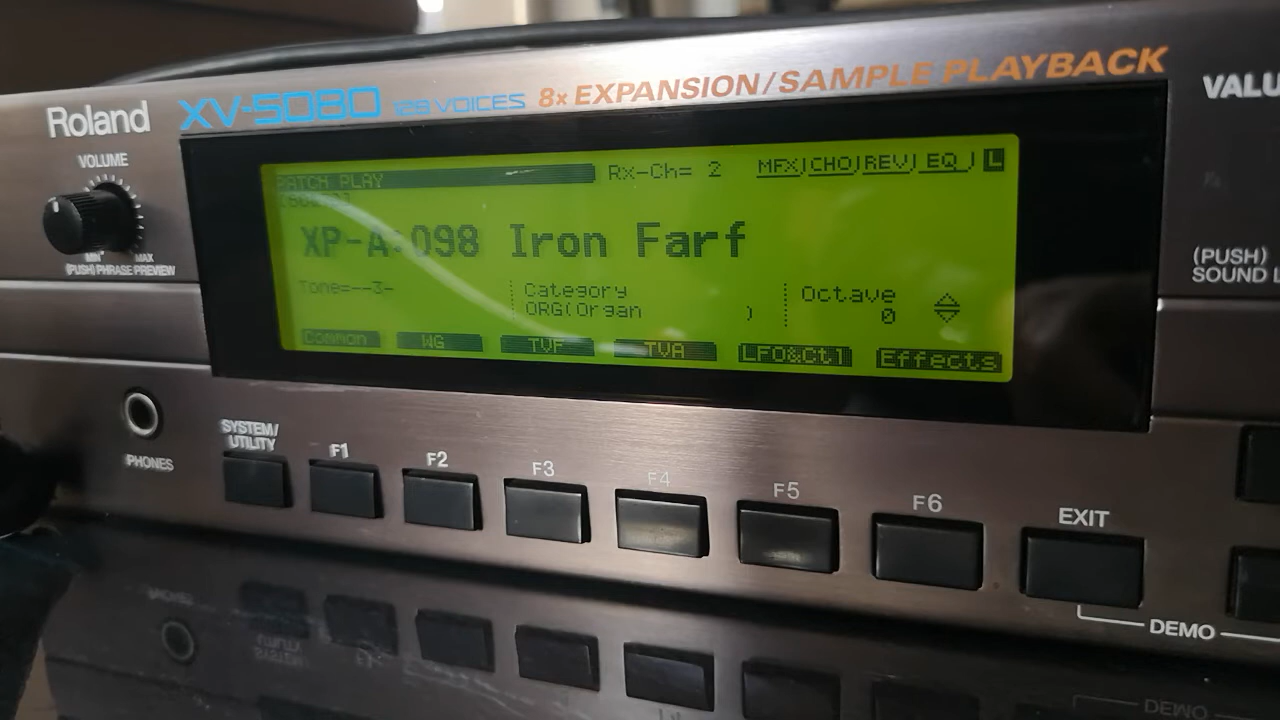 Roland XV-5080 128 VOICES 8x EXPANSION/SAMPLE PLAYBACK
VALU
VOLUME
MIN MAX
(PUSH) PHRASE PREVIEW
PATCH PLAY Rx-Ch= 2 MFX)CHO)REV) EQ ) L
XP-A:098 Iron Farf
(PUSH)
SOUND L
Tone=--3- Category Octave
ORG(Organ ) 0
Common WG TVF TVA LFO&Ctl Effects
PHONES
SYSTEM/
UTILITY
F1 F2 F3 F4 F5 F6 EXIT
DEMO